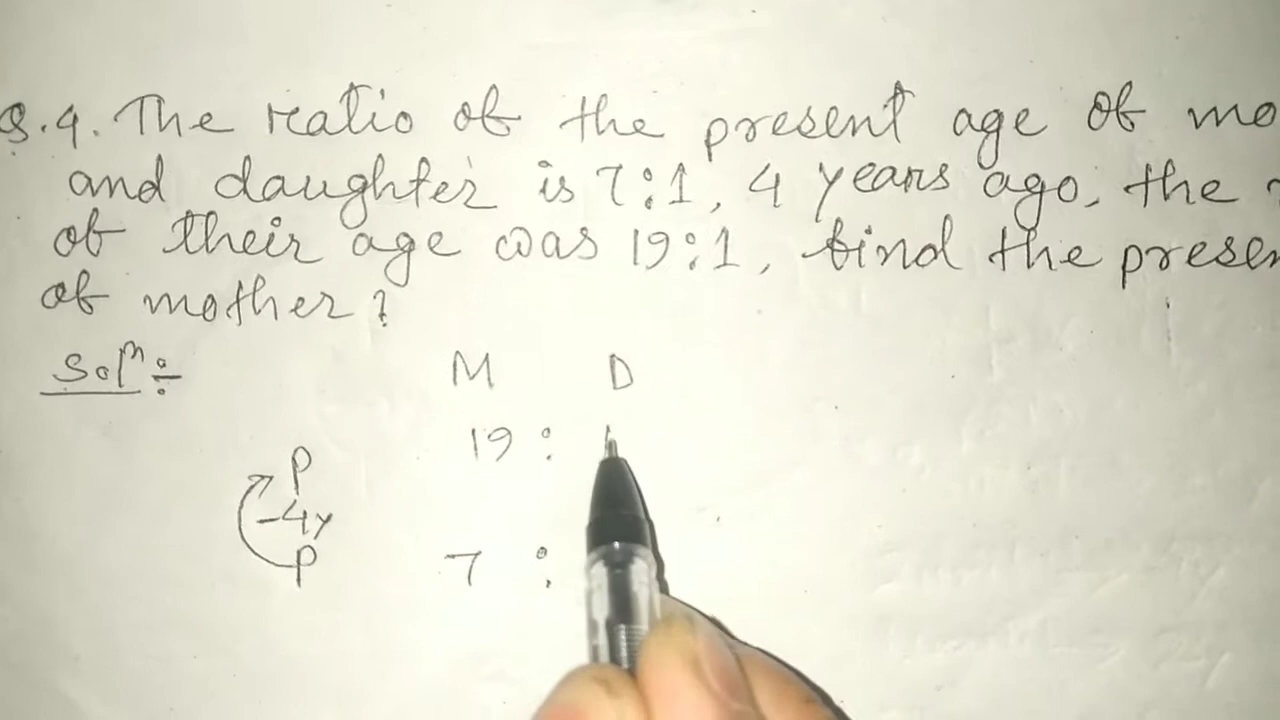 Q.4. The ratio of the present age of mo
and daughter is 7:1, 4 years ago, the
of their age was 19:1, find the presen
of mother?
Solⁿ÷
M D
19 :
P
-4y
P
7 :